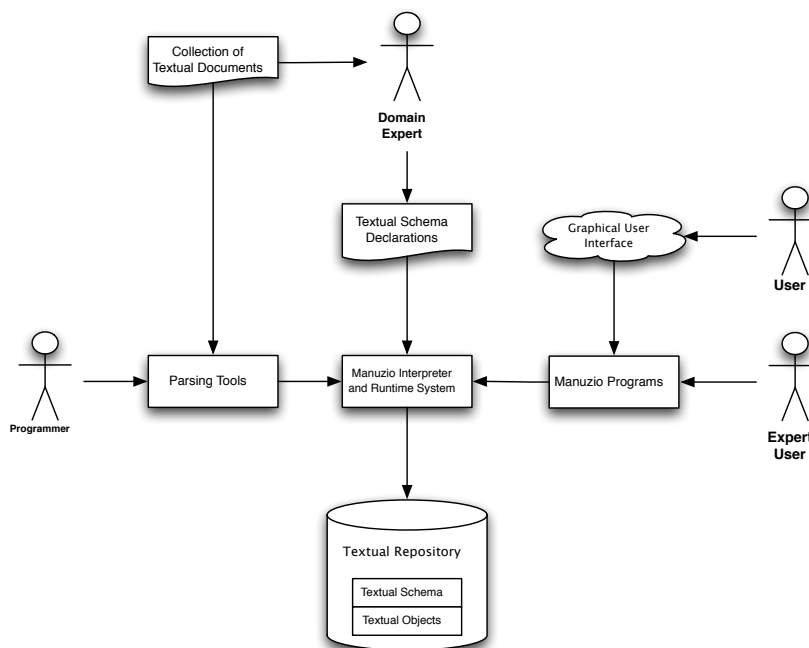 Collection of
Textual Documents
Domain
Expert
Textual Schema
Declarations
Graphical User
Interface
User
Programmer
Parsing Tools
Manuzio Interpreter
and Runtime System
Manuzio Programs
Expert
User
Textual Repository
Textual Schema
Textual Objects